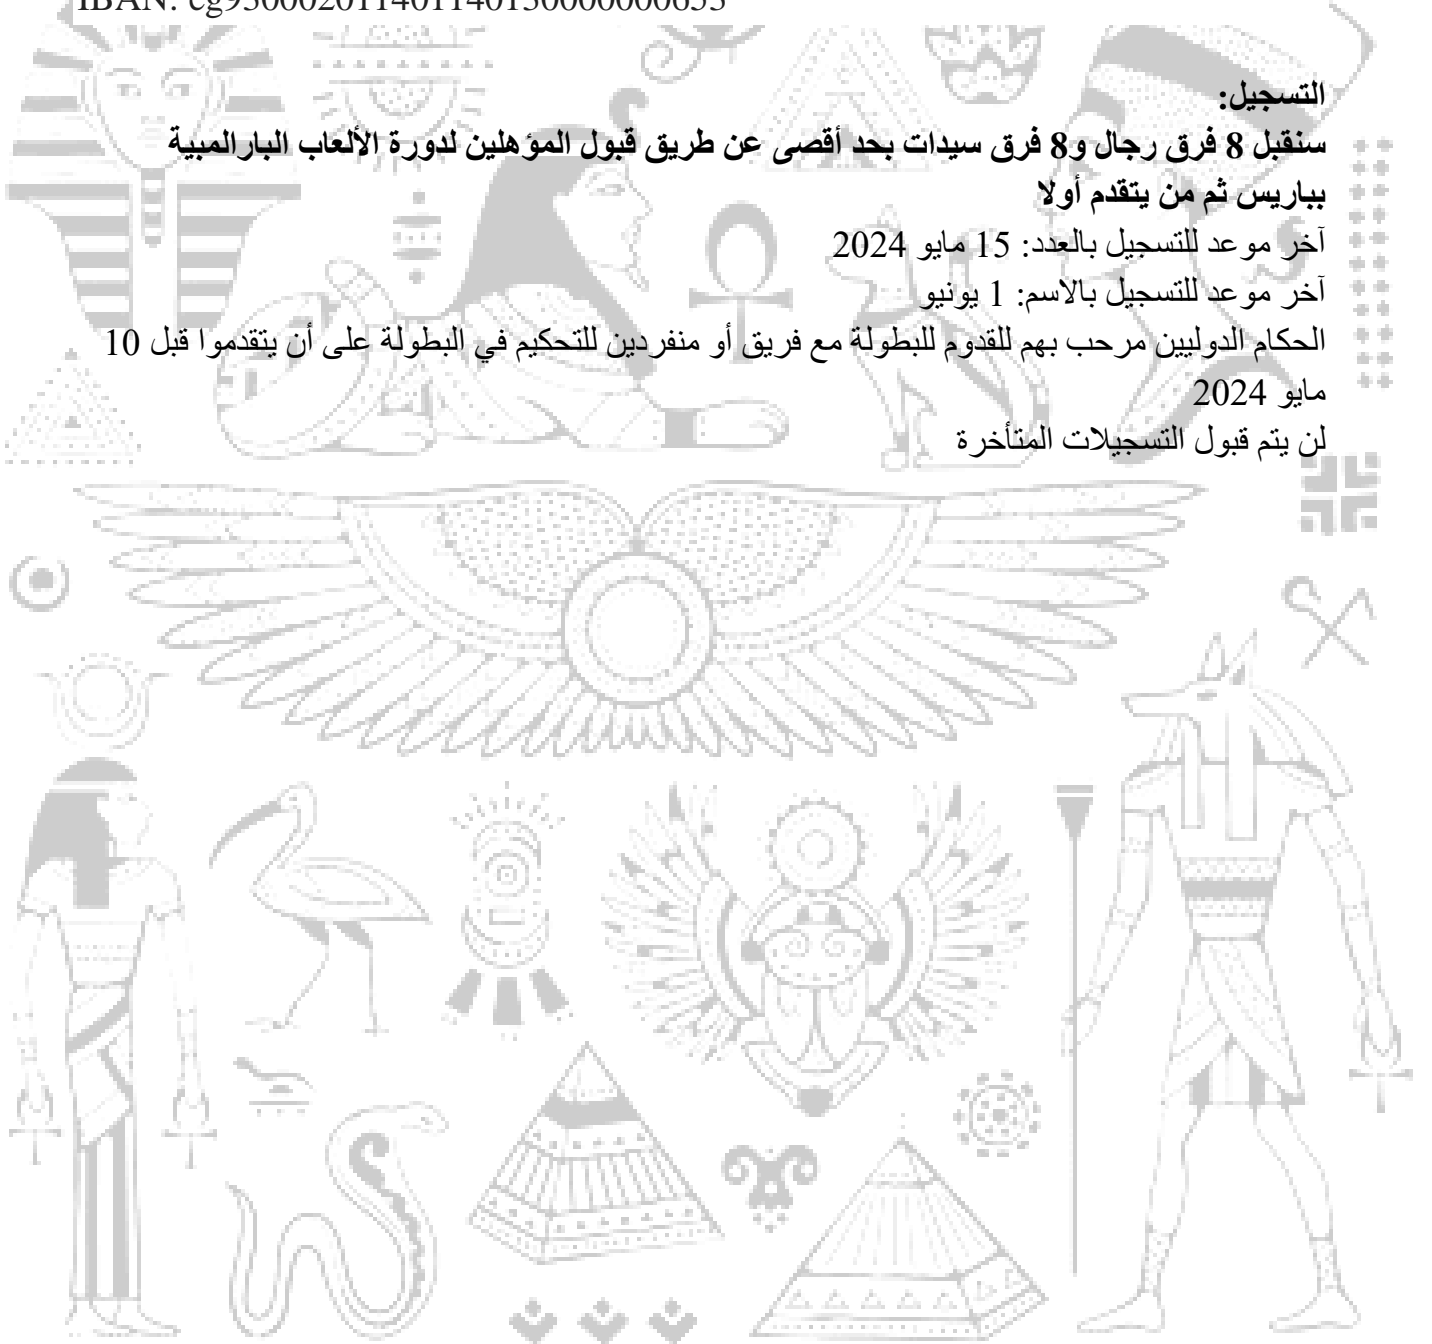 IBAN: eg950002011401140130000000653
التسجيل:
سنقبل 8 فرق رجال و8 فرق سيدات بحد أقصى عن طريق قبول المؤهلين لدورة الألعاب البارالمبية
بباريس ثم من يتقدم أولا
آخر موعد للتسجيل بالعدد: 15 مايو 2024
آخر موعد للتسجيل بالاسم: 1 يونيو
الحكام الدوليين مرحب بهم للقدوم للبطولة مع فريق أو منفردين للتحكيم في البطولة على أن يتقدموا قبل 10
مايو 2024
لن يتم قبول التسجيلات المتأخرة